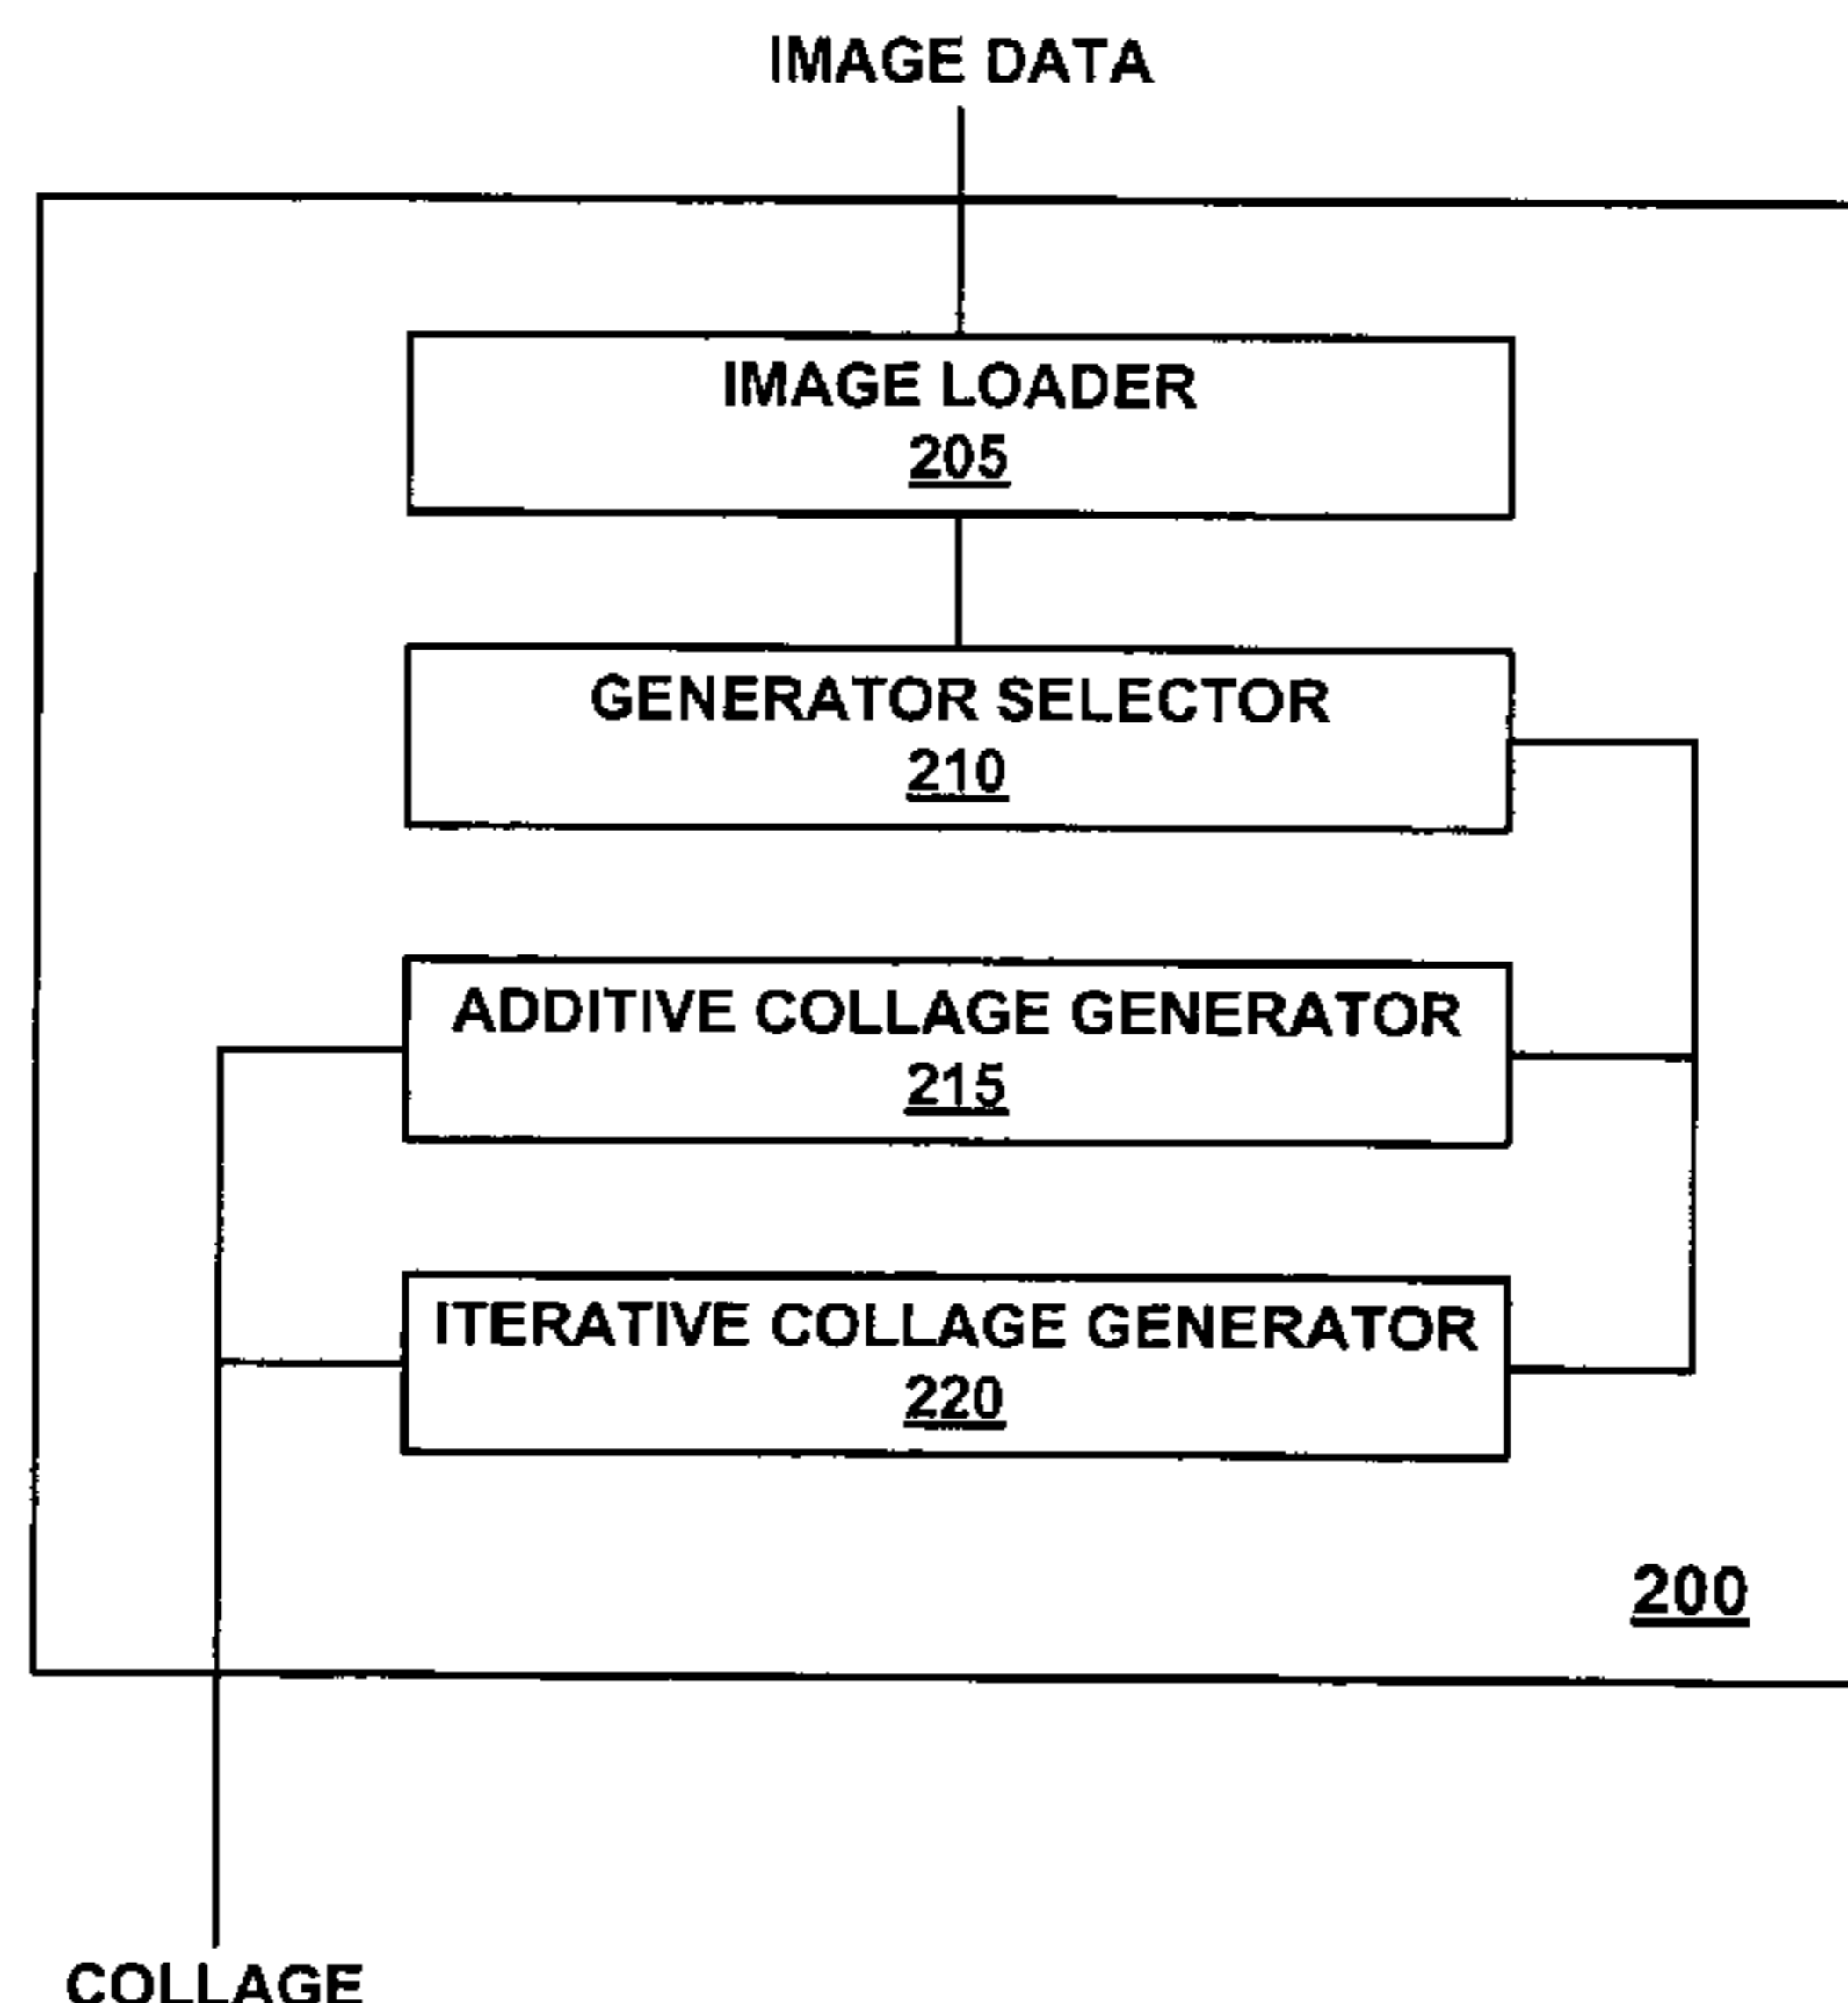 IMAGE DATA
IMAGE LOADER
205
GENERATOR SELECTOR
210
ADDITIVE COLLAGE GENERATOR
215
ITERATIVE COLLAGE GENERATOR
220
200
COLLAGE